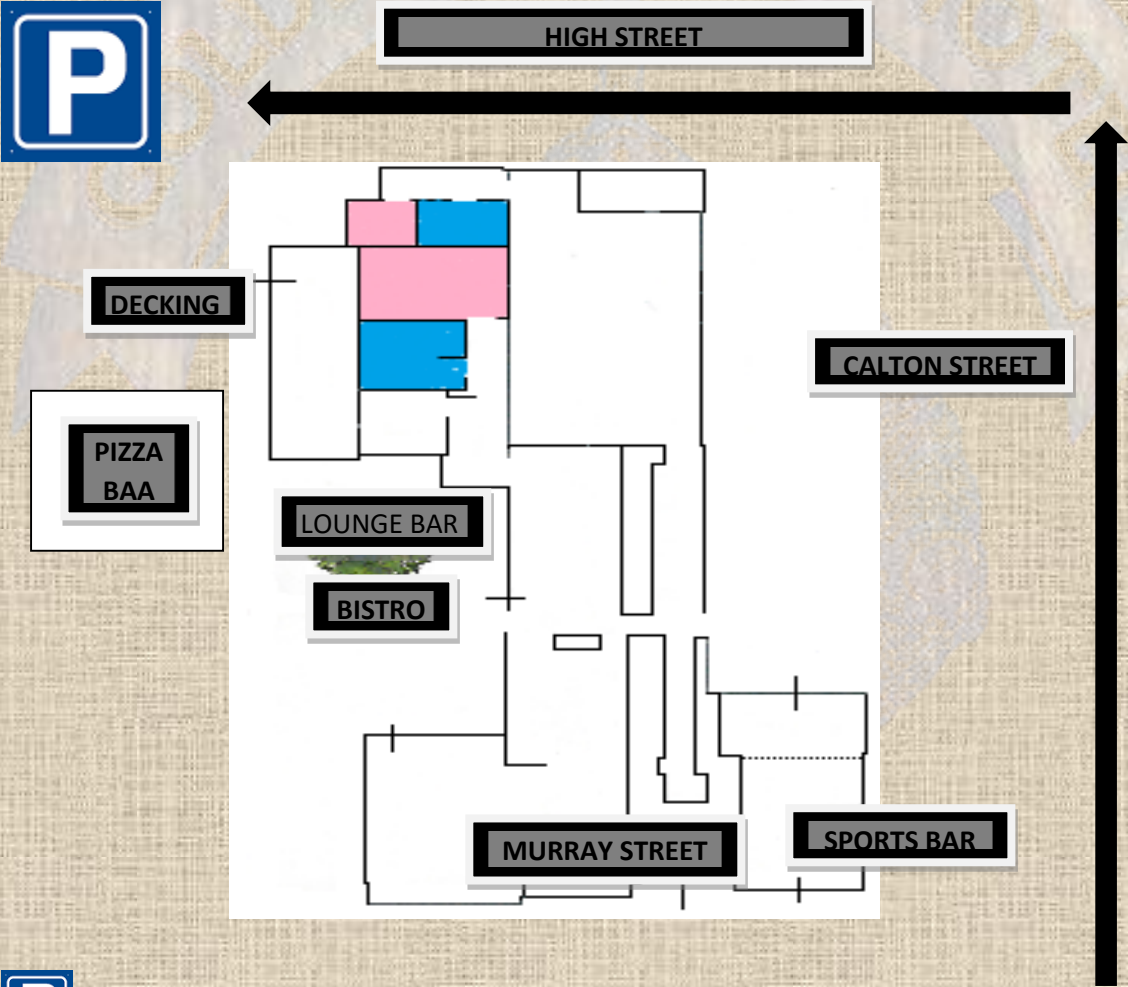 P
HIGH STREET
DECKING
CALTON STREET
PIZZA
BAA
LOUNGE BAR
BISTRO
MURRAY STREET
SPORTS BAR